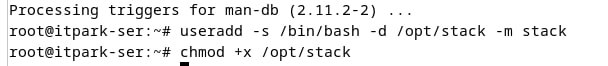 Processing triggers for man-db (2.11.2-2) ...
root@itpark-ser:~# useradd -s /bin/bash -d /opt/stack -m stack
root@itpark-ser:~# chmod +x /opt/stack